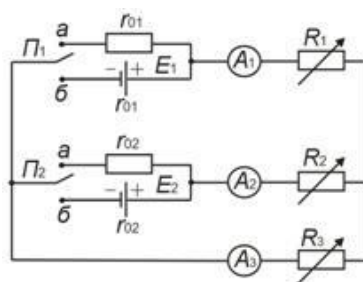 а r₀₁ R₁
П₁ − + E₁ A₁
б r₀₁
а r₀₂ R₂
П₂ − + E₂ A₂
б r₀₂
A₃ R₃